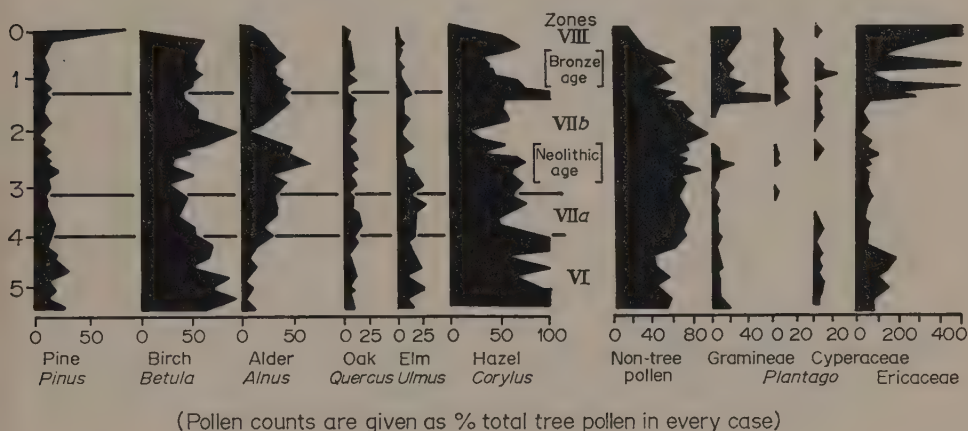 Zones
0 VIII
[Bronze age]
1
VIIb
2
[Neolithic age]
3
VIIa
4
VI
5
0 50 0 50 0 50 0 25 0 25 0 50 100 0 40 80 0 40 0 20 0 200 400
Pine Birch Alder Oak Elm Hazel Non-tree pollen Gramineae Cyperaceae
Pinus Betula Alnus Quercus Ulmus Corylus Plantago Ericaceae
(Pollen counts are given as % total tree pollen in every case)